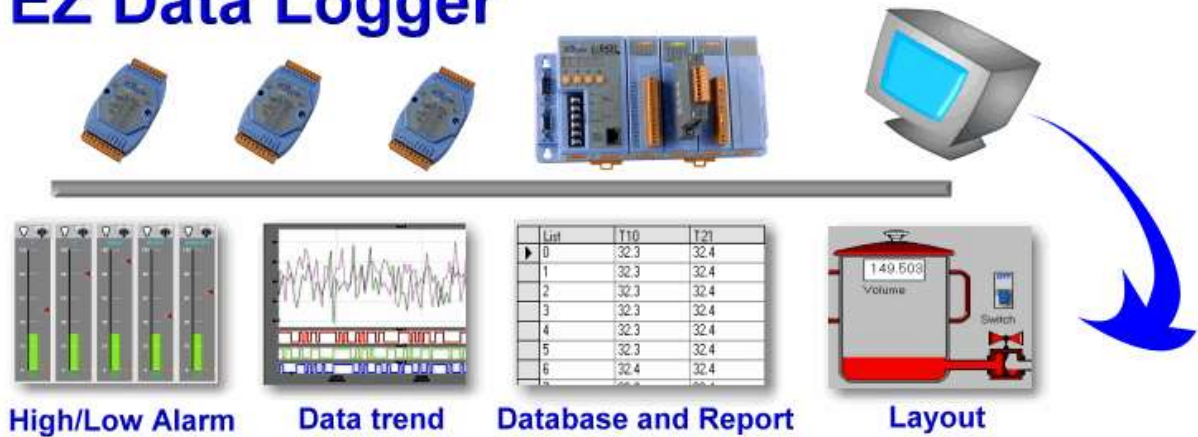 EZ Data Logger
List T10 T21
0 32.3 32.4
1 32.3 32.4
2 32.3 32.4
3 32.3 32.4
4 32.3 32.4
5 32.3 32.4
6 32.4 32.4
149.503
Volume
Switch
High/Low Alarm
Data trend
Database and Report
Layout